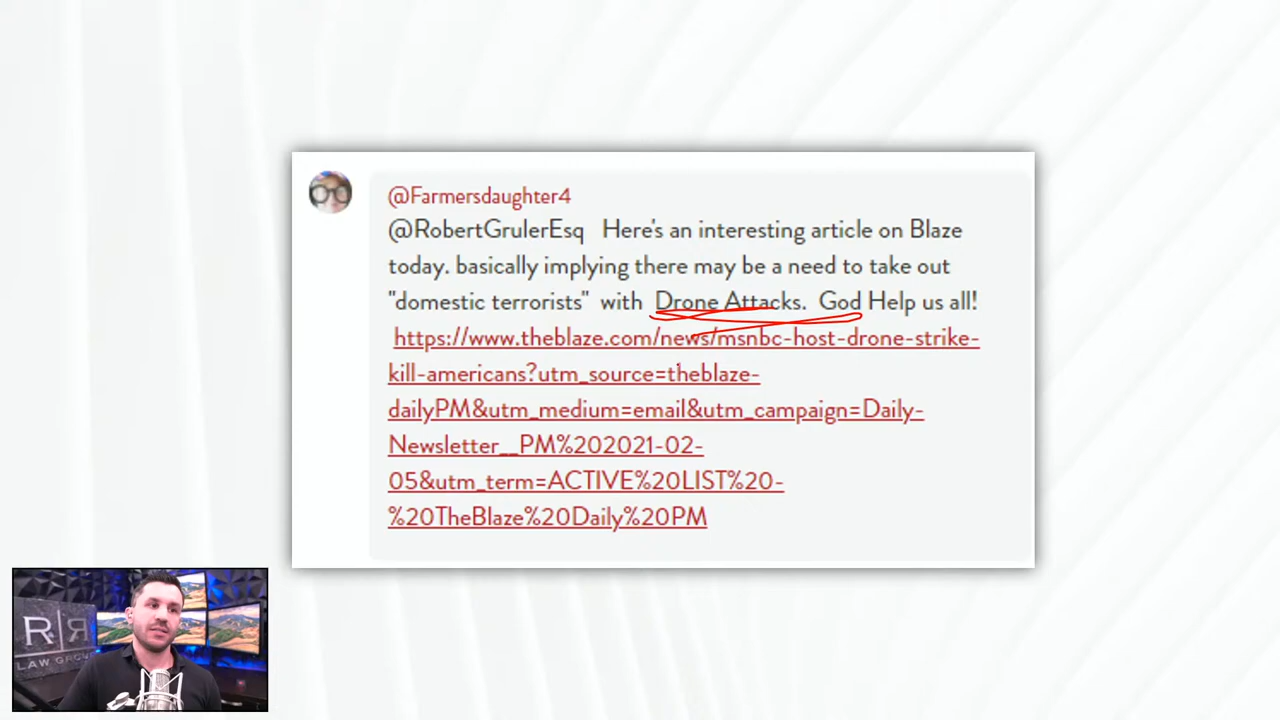 @Farmersdaughter4
@RobertGrulerEsq Here's an interesting article on Blaze
today. basically implying there may be a need to take out
"domestic terrorists" with Drone Attacks. God Help us all!
https://www.theblaze.com/news/msnbc-host-drone-strike-
kill-americans?utm_source=theblaze-
dailyPM&utm_medium=email&utm_campaign=Daily-
Newsletter__PM%202021-02-
05&utm_term=ACTIVE%20LIST%20-
%20TheBlaze%20Daily%20PM
R|R
LAW GROUP